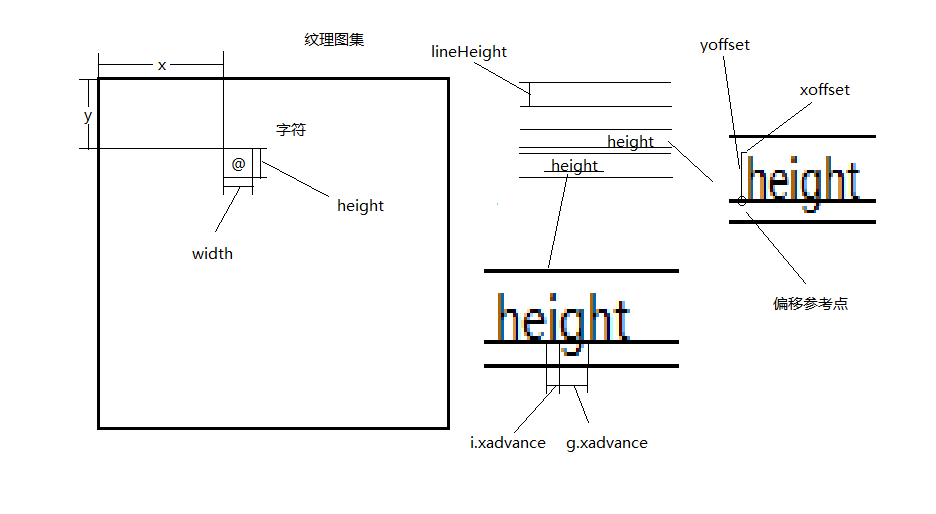 纹理图集
x
y
字符
@
height
width
lineHeight
height
height
height
i.xadvance
g.xadvance
yoffset
xoffset
height
偏移参考点